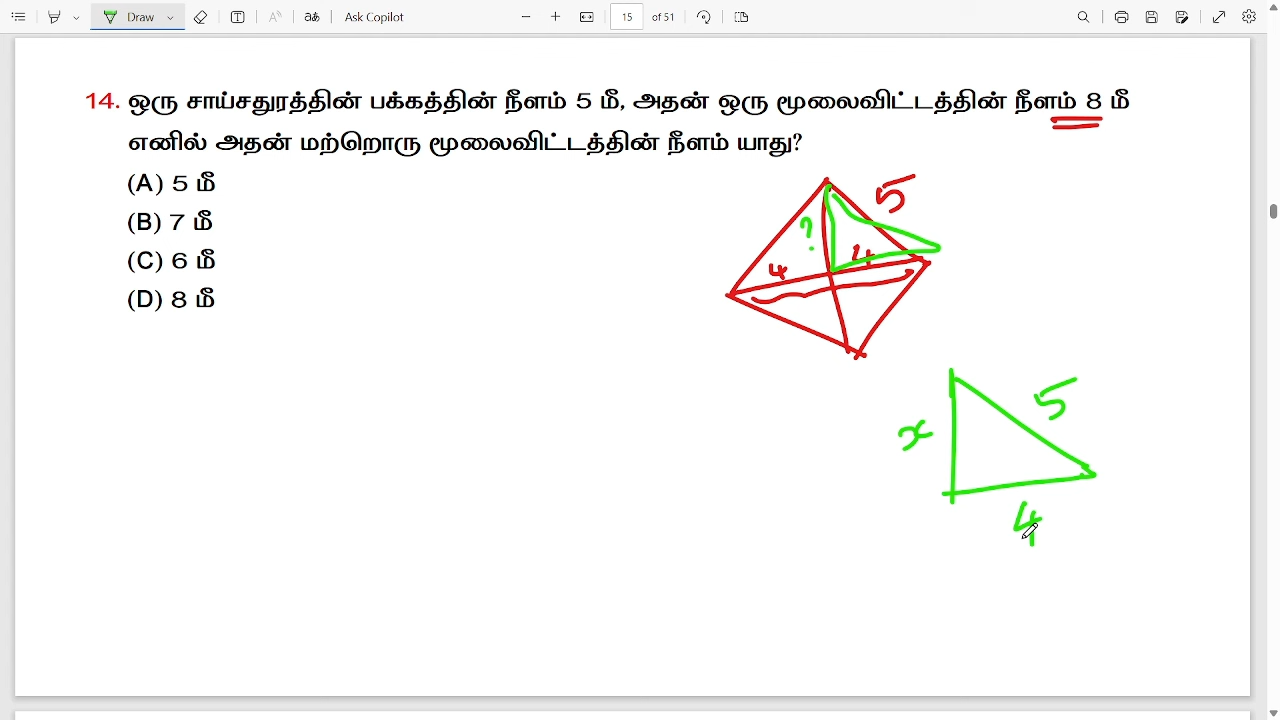 Draw
Ask Copilot
15 of 51
14. ஒரு சாய்சதுரத்தின் பக்கத்தின் நீளம் 5 மீ, அதன் ஒரு மூலைவிட்டத்தின் நீளம் 8 மீ
எனில் அதன் மற்றொரு மூலைவிட்டத்தின் நீளம் யாது?
(A) 5 மீ
(B) 7 மீ
(C) 6 மீ
(D) 8 மீ
5
?
4
4
5
x
4